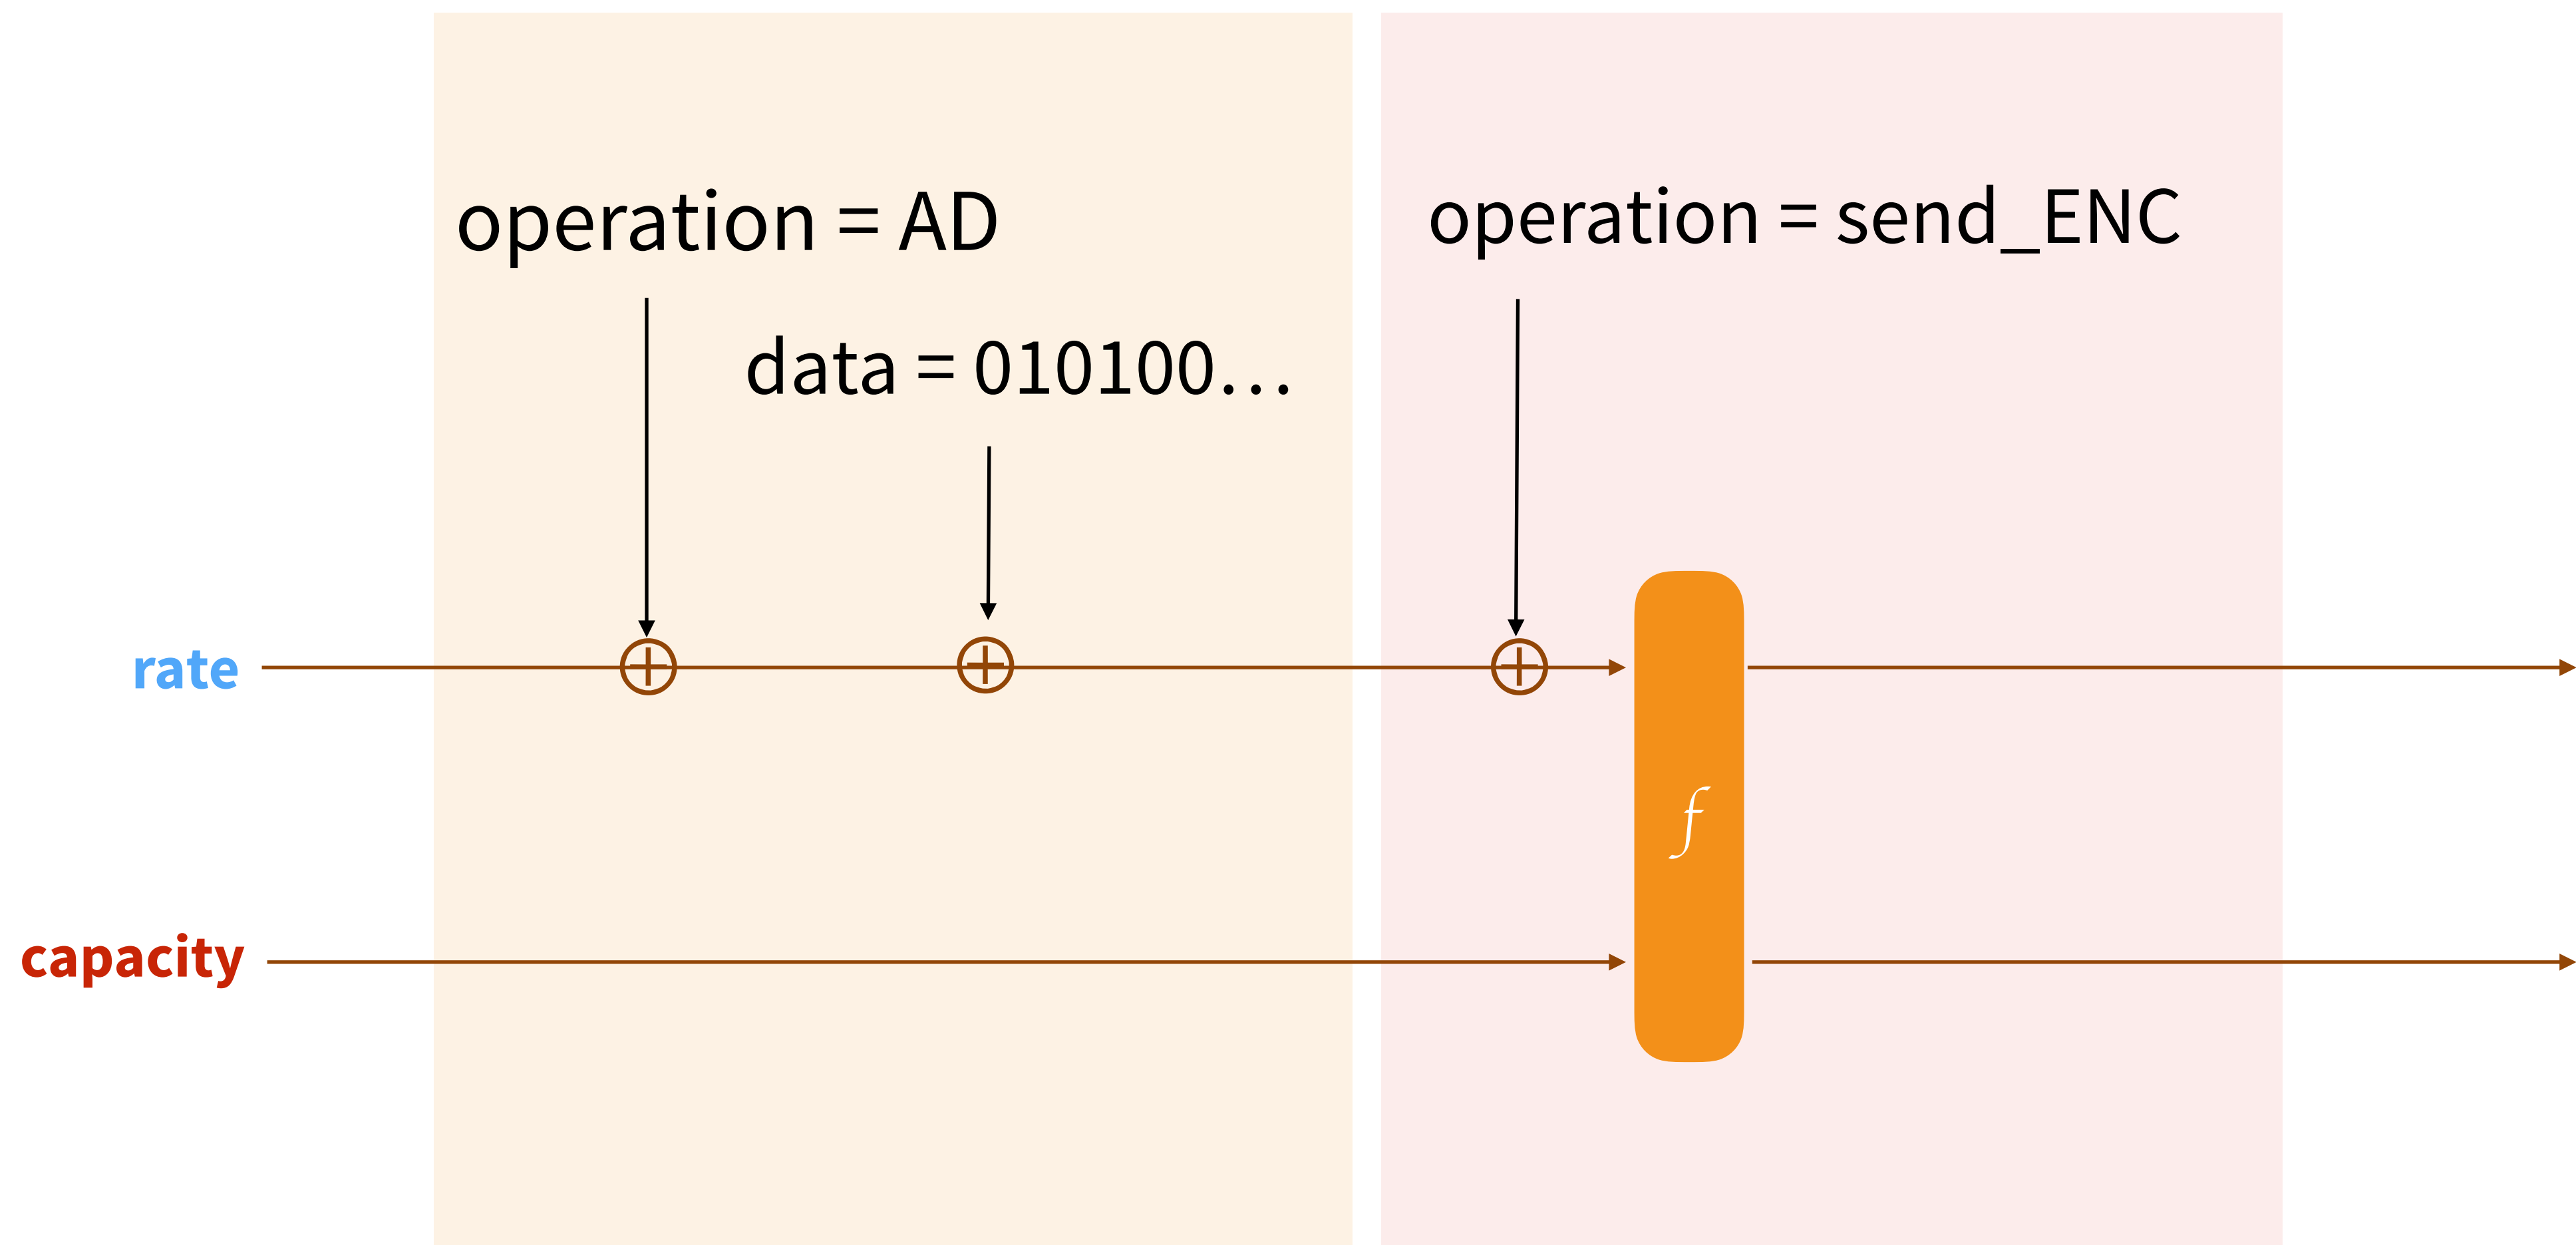 operation = AD
data = 010100…
operation = send_ENC
rate
f
capacity